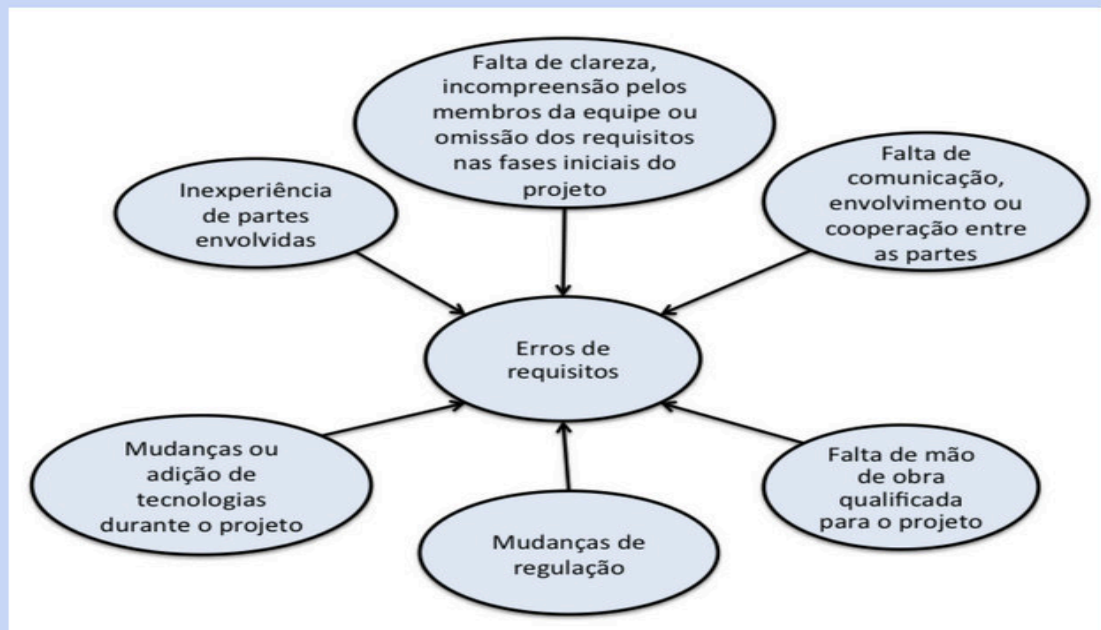 Falta de clareza,
incompreensão pelos
membros da equipe ou
omissão dos requisitos
nas fases iniciais do
projeto
Inexperiência
de partes
envolvidas
Falta de
comunicação,
envolvimento ou
cooperação entre
as partes
Erros de
requisitos
Mudanças ou
adição de
tecnologias
durante o projeto
Mudanças de
regulação
Falta de mão
de obra
qualificada
para o projeto